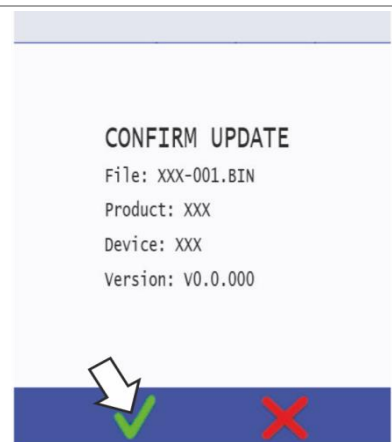 CONFIRM UPDATE
File: XXX-001.BIN
Product: XXX
Device: XXX
Version: V0.0.000